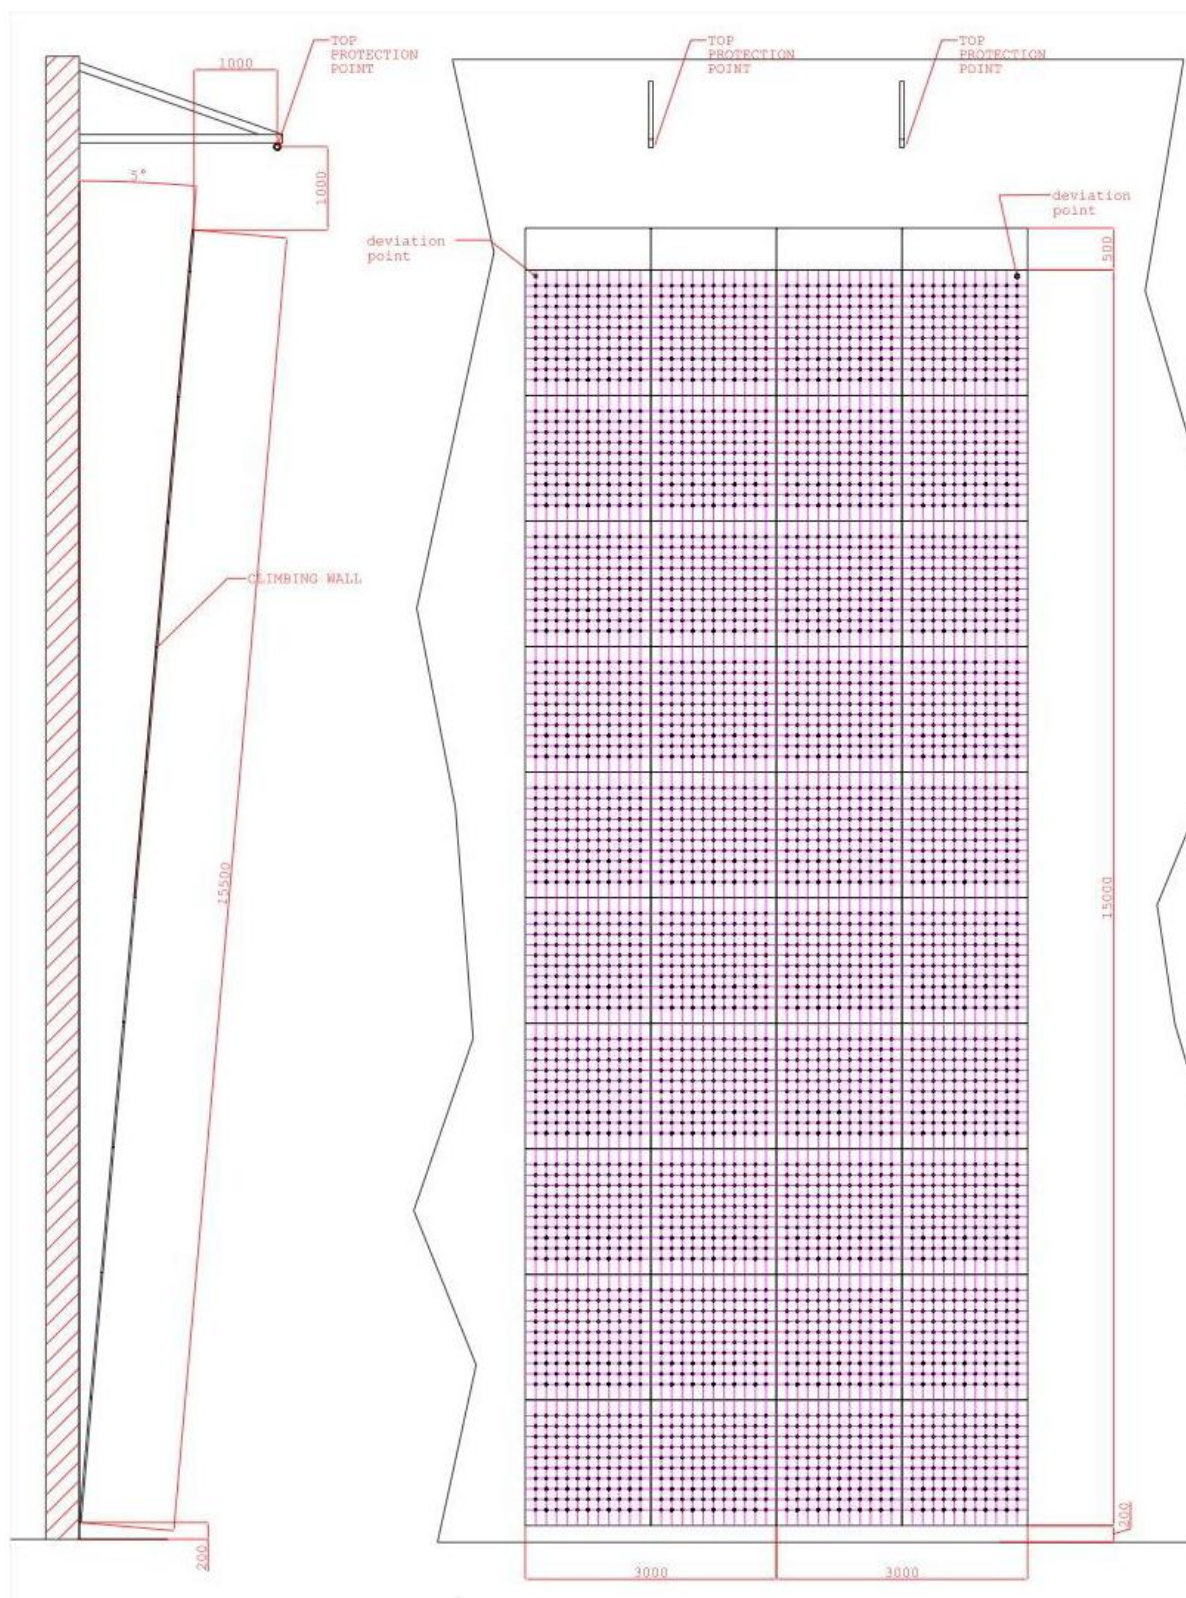 TOP
PROTECTION
POINT
1000
1000
5°
CLIMBING WALL
15500
200
TOP
PROTECTION
POINT
TOP
PROTECTION
POINT
deviation
point
deviation
point
500
15000
200
3000
3000